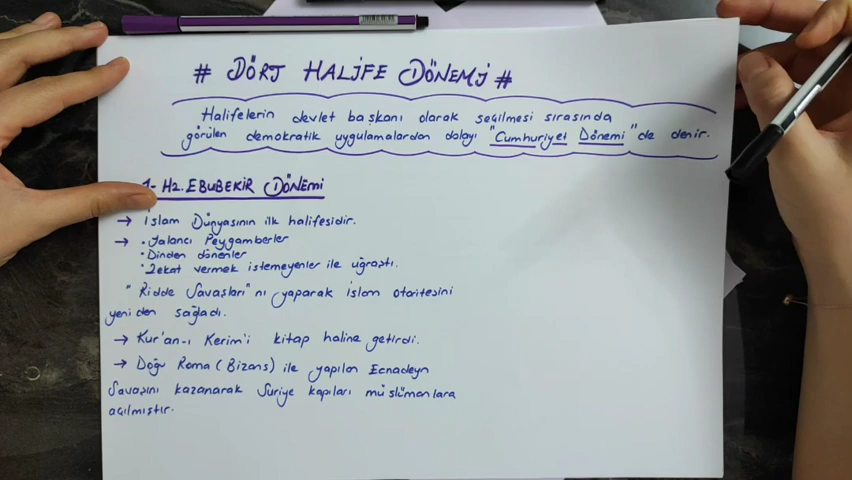 # DÖRT HALİFE DÖNEMİ #
Halifelerin devlet başkanı olarak seçilmesi sırasında
görülen demokratik uygulamalardan dolayı "Cumhuriyet Dönemi" de denir.
1- HZ. EBUBEKİR DÖNEMİ
→ İslam Dünyasının ilk halifesidir.
→ • Yalancı Peygamberler
• Dinden dönenler
• Zekat vermek istemeyenler ile uğraştı.
"Ridde Savaşları"nı yaparak İslam otoritesini
yeniden sağladı.
→ Kur'an-ı Kerim'i kitap haline getirdi.
→ Doğu Roma (Bizans) ile yapılan Ecnadeyn
Savaşını kazanarak Suriye kapıları müslümanlara
açılmıştır.